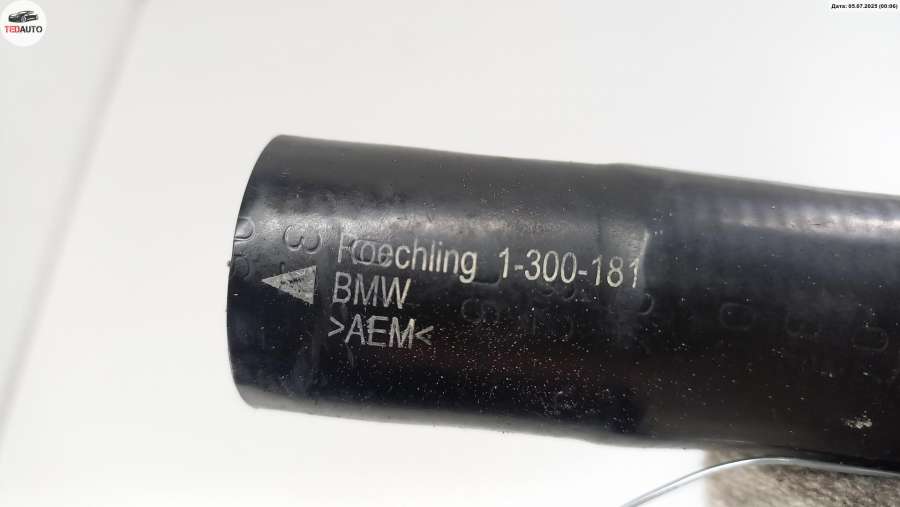 TEDAUTO
Дата: 05.07.2025 (00:06)
Roechling 1-300-181
BMW
>AEM<